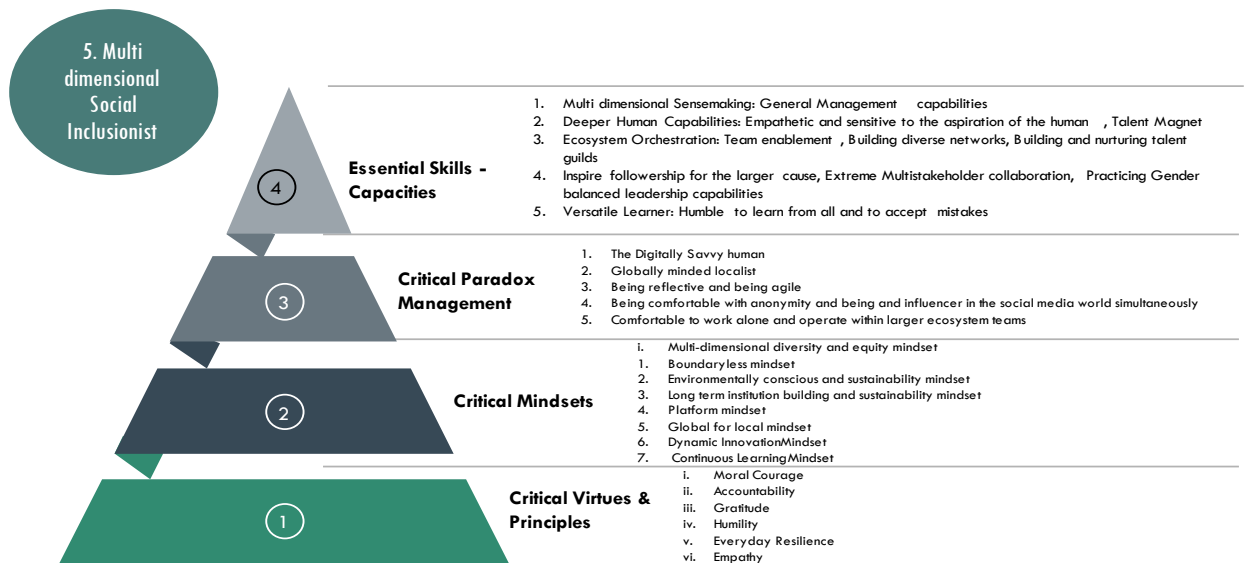 5. Multi
dimensional
Social
Inclusionist
4
Essential Skills -
Capacities
1. Multi dimensional Sensemaking: General Management capabilities
2. Deeper Human Capabilities: Empathetic and sensitive to the aspiration of the human , Talent Magnet
3. Ecosystem Orchestration: Team enablement , Building diverse networks, Building and nurturing talent
guilds
4. Inspire followership for the larger cause, Extreme Multistakeholder collaboration, Practicing Gender
balanced leadership capabilities
5. Versatile Learner: Humble to learn from all and to accept mistakes
3
Critical Paradox
Management
1. The Digitally Savvy human
2. Globally minded localist
3. Being reflective and being agile
4. Being comfortable with anonymity and being and influencer in the social media world simultaneously
5. Comfortable to work alone and operate within larger ecosystem teams
2
Critical Mindsets
i. Multi-dimensional diversity and equity mindset
1. Boundaryless mindset
2. Environmentally conscious and sustainability mindset
3. Long term institution building and sustainability mindset
4. Platform mindset
5. Global for local mindset
6. Dynamic InnovationMindset
7. Continuous LearningMindset
1
Critical Virtues &
Principles
i. Moral Courage
ii. Accountability
iii. Gratitude
iv. Humility
v. Everyday Resilience
vi. Empathy